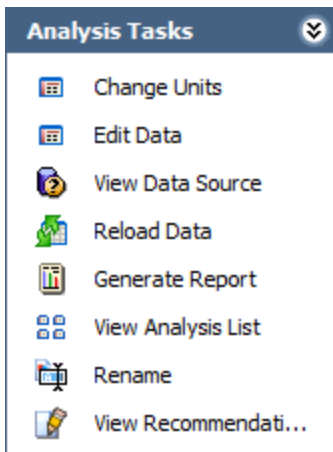 Analysis Tasks
Change Units
Edit Data
View Data Source
Reload Data
Generate Report
View Analysis List
Rename
View Recommendati...